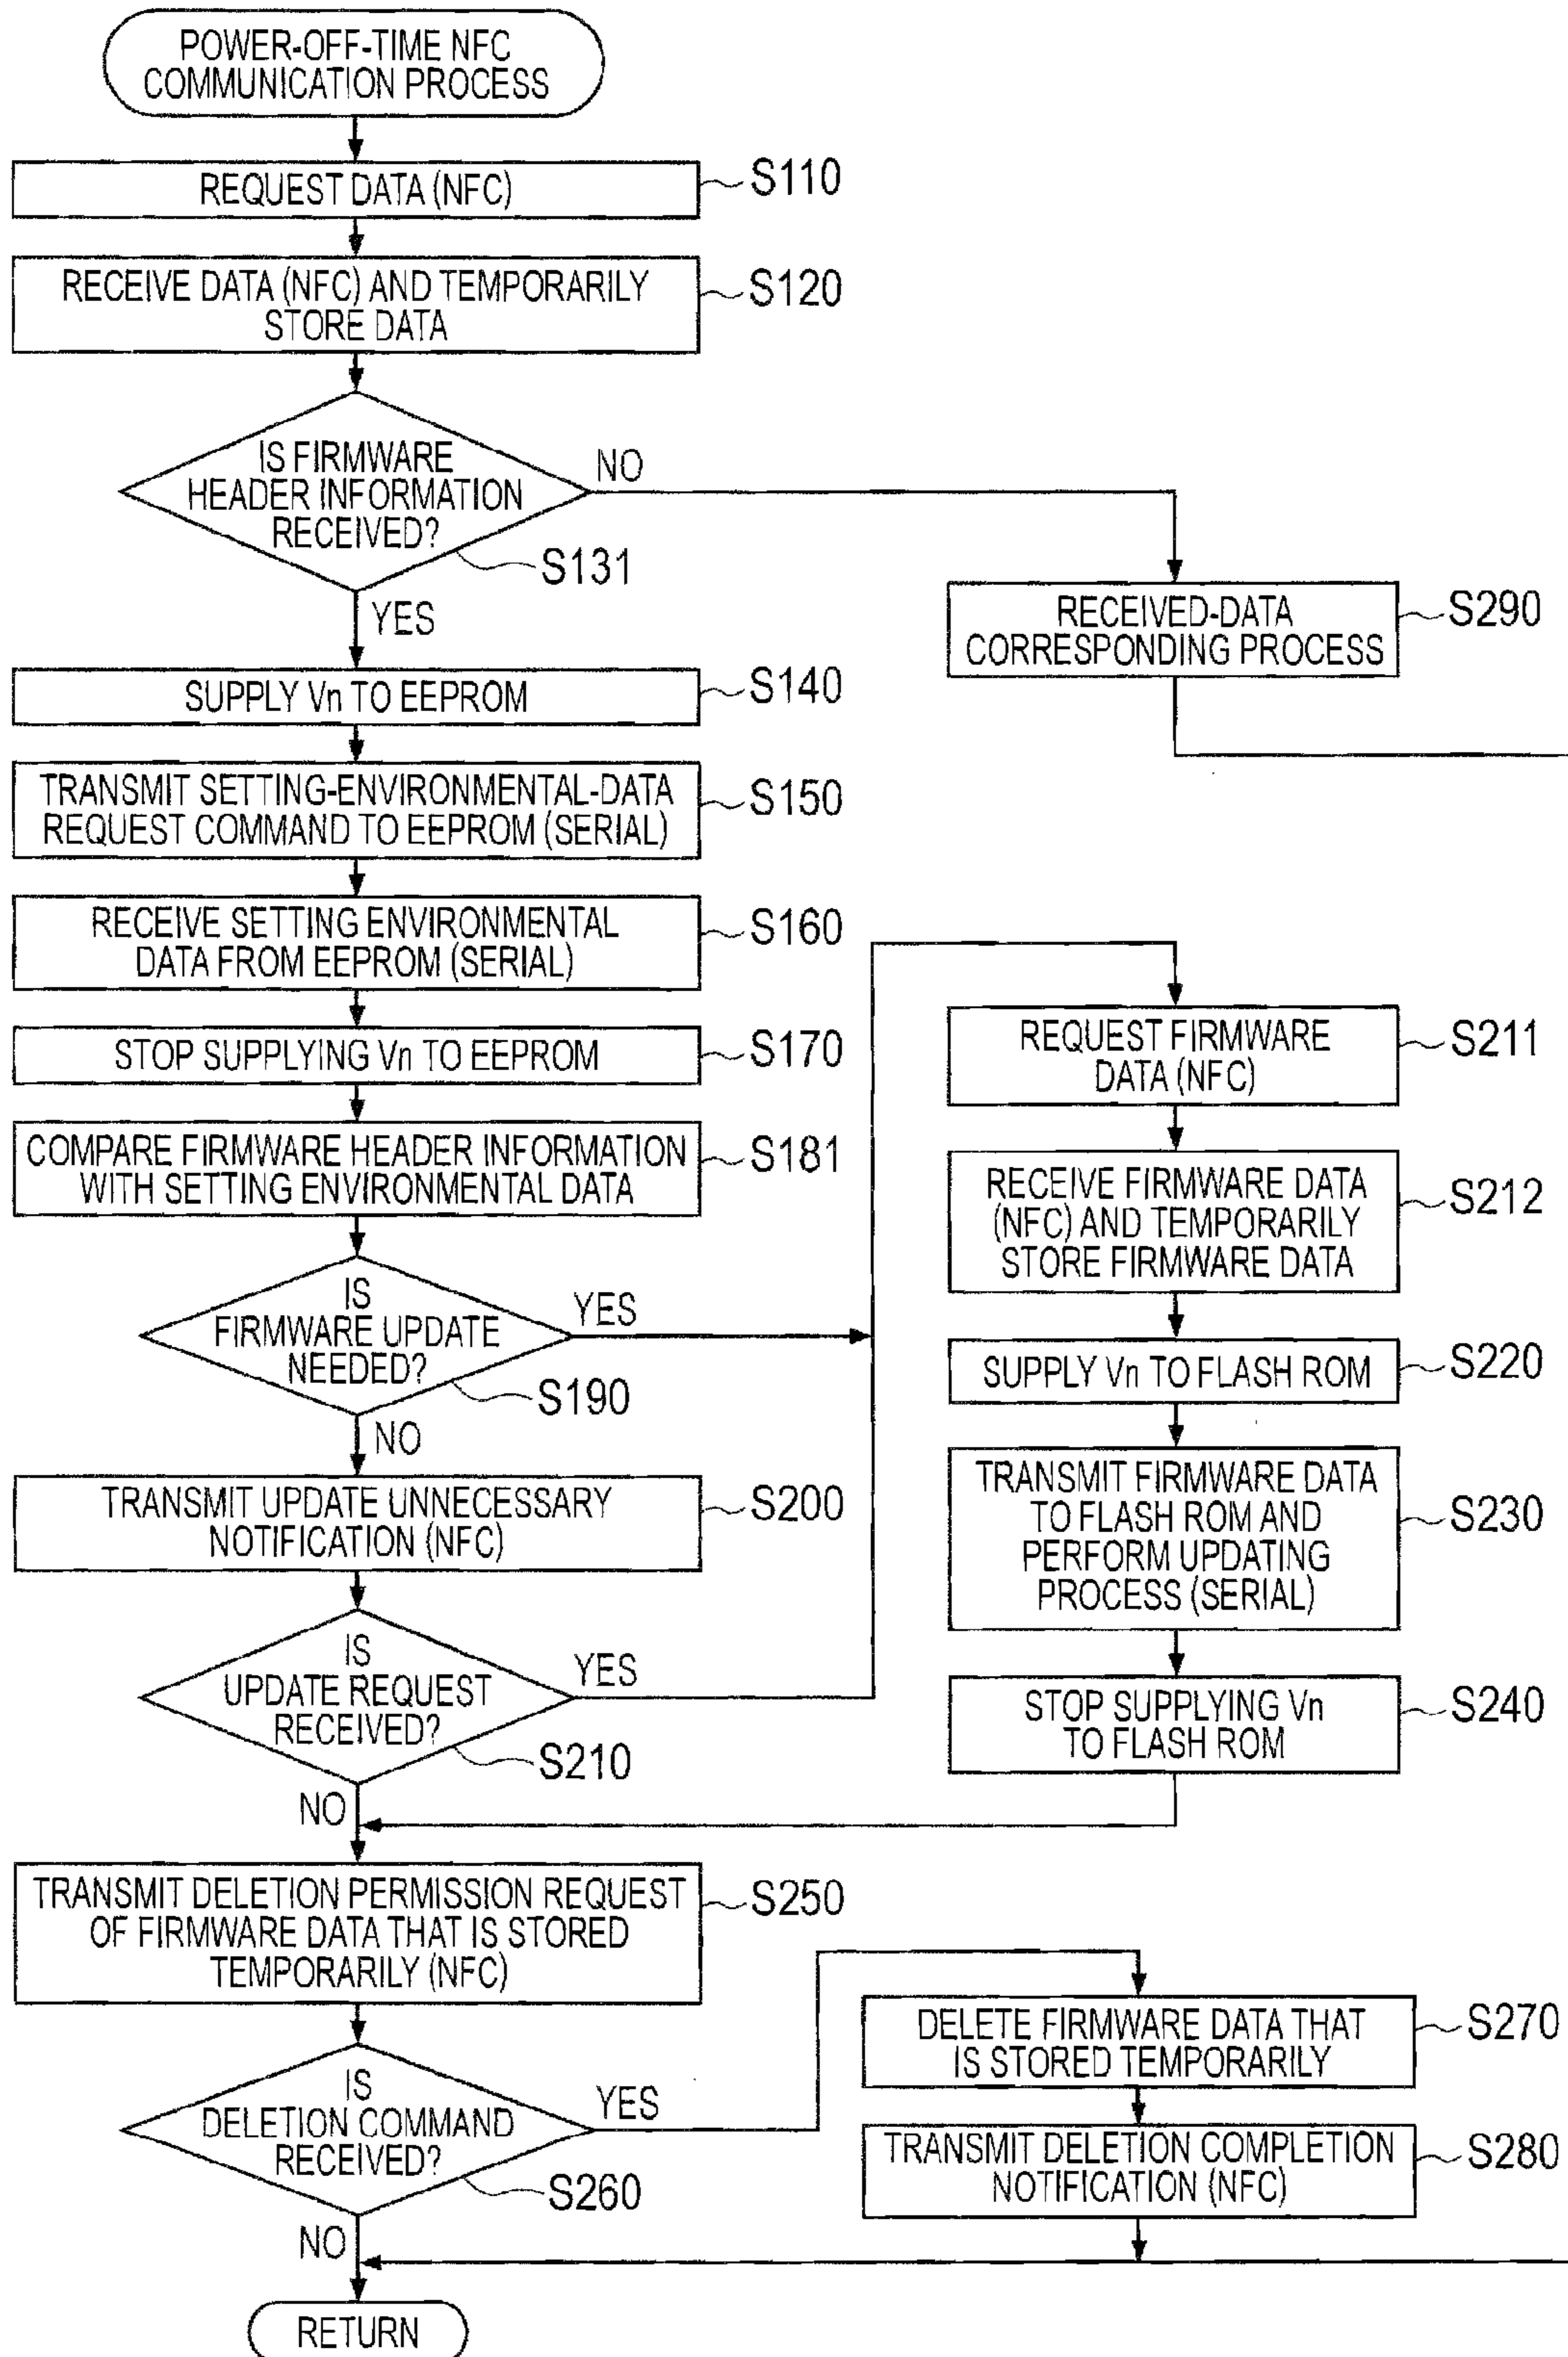 POWER-OFF-TIME NFC
COMMUNICATION PROCESS
REQUEST DATA (NFC)
S110
RECEIVE DATA (NFC) AND TEMPORARILY
STORE DATA
S120
IS FIRMWARE
HEADER INFORMATION
RECEIVED?
NO
S131
YES
RECEIVED-DATA
CORRESPONDING PROCESS
S290
SUPPLY Vn TO EEPROM
S140
TRANSMIT SETTING-ENVIRONMENTAL-DATA
REQUEST COMMAND TO EEPROM (SERIAL)
S150
RECEIVE SETTING ENVIRONMENTAL
DATA FROM EEPROM (SERIAL)
S160
STOP SUPPLYING Vn TO EEPROM
S170
COMPARE FIRMWARE HEADER INFORMATION
WITH SETTING ENVIRONMENTAL DATA
S181
IS
FIRMWARE UPDATE
NEEDED?
YES
S190
NO
TRANSMIT UPDATE UNNECESSARY
NOTIFICATION (NFC)
S200
IS
UPDATE REQUEST
RECEIVED?
YES
S210
NO
REQUEST FIRMWARE
DATA (NFC)
S211
RECEIVE FIRMWARE DATA
(NFC) AND TEMPORARILY
STORE FIRMWARE DATA
S212
SUPPLY Vn TO FLASH ROM
S220
TRANSMIT FIRMWARE DATA
TO FLASH ROM AND
PERFORM UPDATING
PROCESS (SERIAL)
S230
STOP SUPPLYING Vn
TO FLASH ROM
S240
TRANSMIT DELETION PERMISSION REQUEST
OF FIRMWARE DATA THAT IS STORED
TEMPORARILY (NFC)
S250
IS
DELETION COMMAND
RECEIVED?
YES
S260
NO
DELETE FIRMWARE DATA THAT
IS STORED TEMPORARILY
S270
TRANSMIT DELETION COMPLETION
NOTIFICATION (NFC)
S280
RETURN